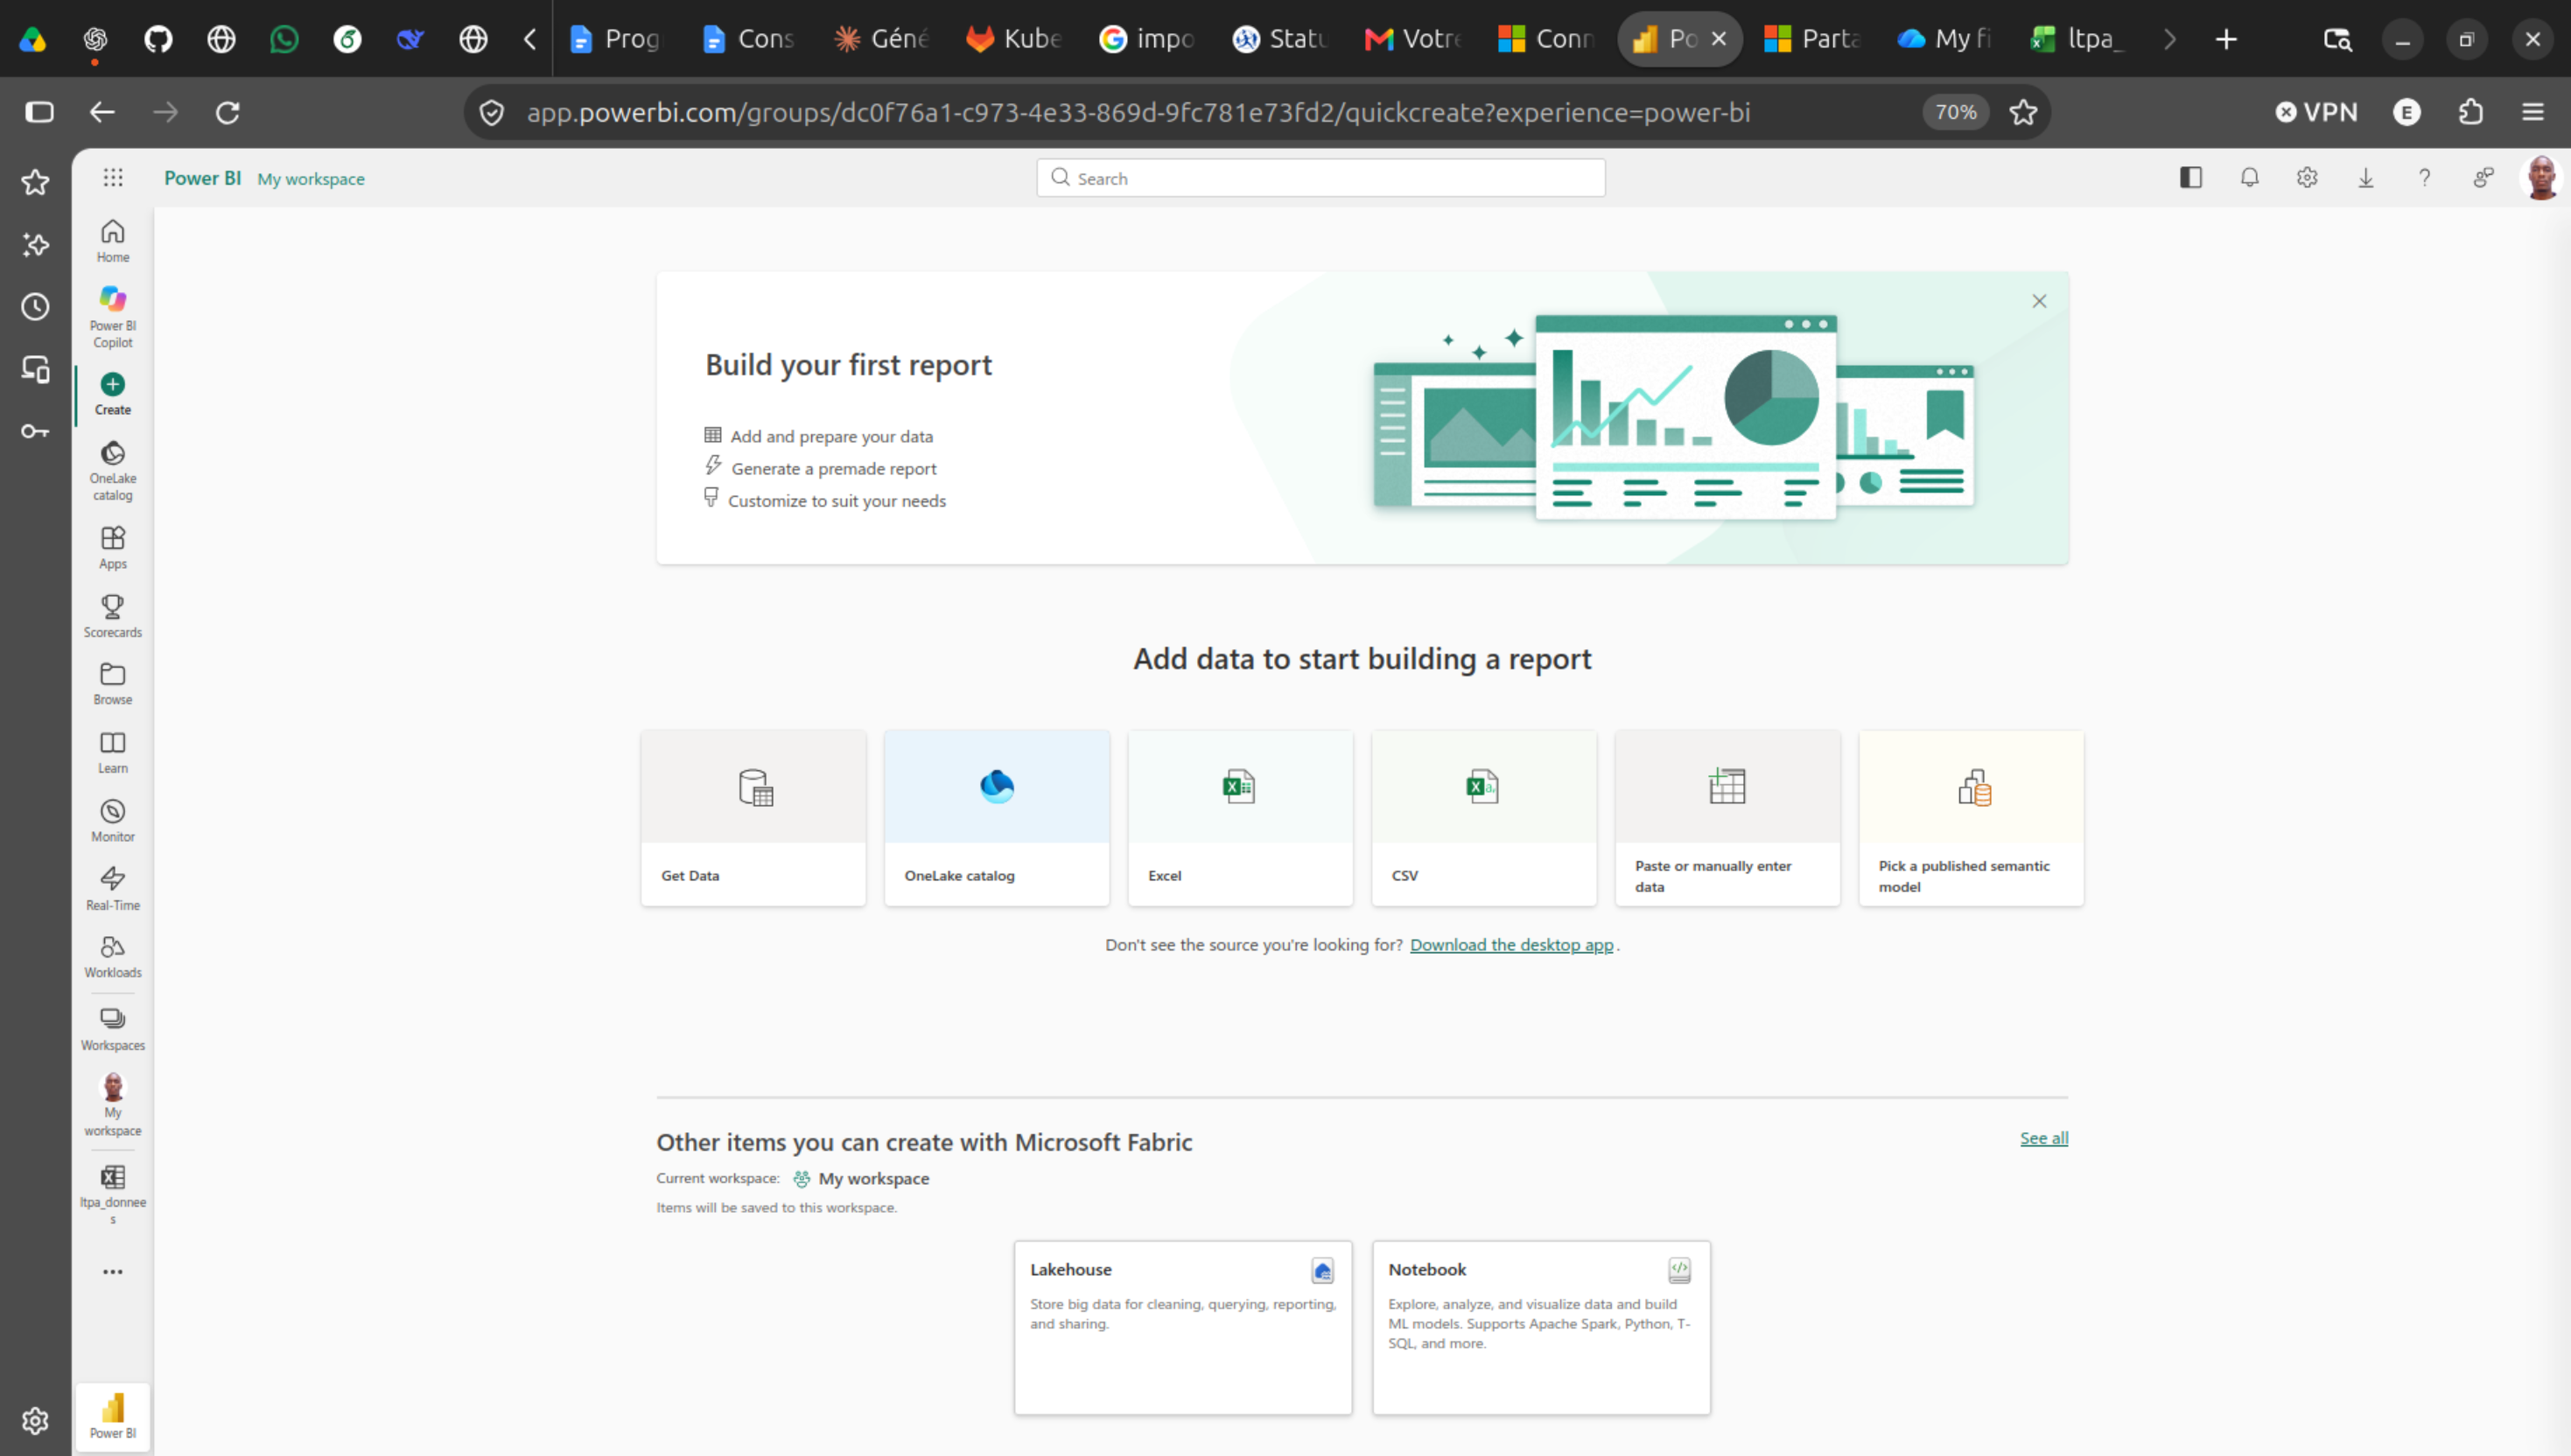 Prog
Cons
Géné
Kube
impo
Statu
Votre
Conn
Po
Parta
My fi
ltpa_
app.powerbi.com/groups/dc0f76a1-c973-4e33-869d-9fc781e73fd2/quickcreate?experience=power-bi
70%
VPN
E
Power BI My workspace
Search
Home
Power BI
Copilot
Create
OneLake
catalog
Apps
Scorecards
Browse
Learn
Monitor
Real-Time
Workloads
Workspaces
My
workspace
ltpa_donnee
s
Power BI
Build your first report
Add and prepare your data
Generate a premade report
Customize to suit your needs
Add data to start building a report
Get Data
OneLake catalog
Excel
CSV
Paste or manually enter
data
Pick a published semantic
model
Don't see the source you're looking for? Download the desktop app.
Other items you can create with Microsoft Fabric
See all
Current workspace: My workspace
Items will be saved to this workspace.
Lakehouse
Store big data for cleaning, querying, reporting,
and sharing.
Notebook
Explore, analyze, and visualize data and build
ML models. Supports Apache Spark, Python, T-
SQL, and more.